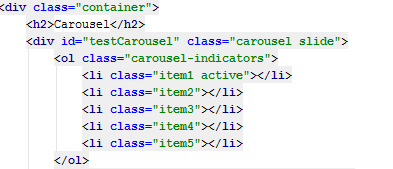 <div class="container">
<h2>Carousel</h2>
<div id="testCarousel" class="carousel slide">
<ol class="carousel-indicators">
<li class="item1 active"></li>
<li class="item2"></li>
<li class="item3"></li>
<li class="item4"></li>
<li class="item5"></li>
</ol>